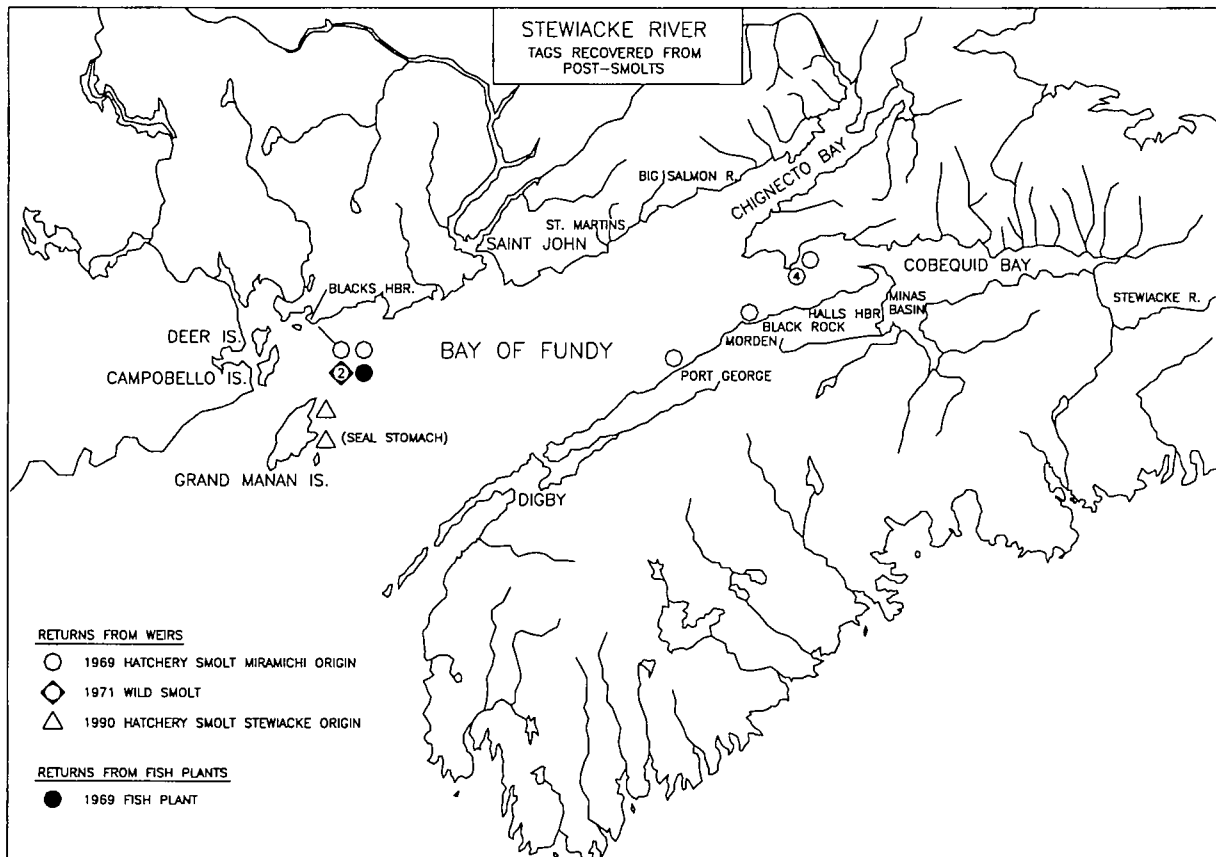 STEWIACKE RIVER
TAGS RECOVERED FROM
POST-SMOLTS
BIG SALMON R.
CHIGNECTO BAY
ST. MARTINS
SAINT JOHN
COBEQUID BAY
4
BLACKS HBR.
STEWIACKE R.
MINAS
BASIN
HALLS HBR.
BLACK ROCK
MORDEN
DEER IS.
BAY OF FUNDY
CAMPOBELLO IS.
2
PORT GEORGE
(SEAL STOMACH)
GRAND MANAN IS.
DIGBY
RETURNS FROM WEIRS
1969 HATCHERY SMOLT MIRAMICHI ORIGIN
1971 WILD SMOLT
1990 HATCHERY SMOLT STEWIACKE ORIGIN
RETURNS FROM FISH PLANTS
1969 FISH PLANT